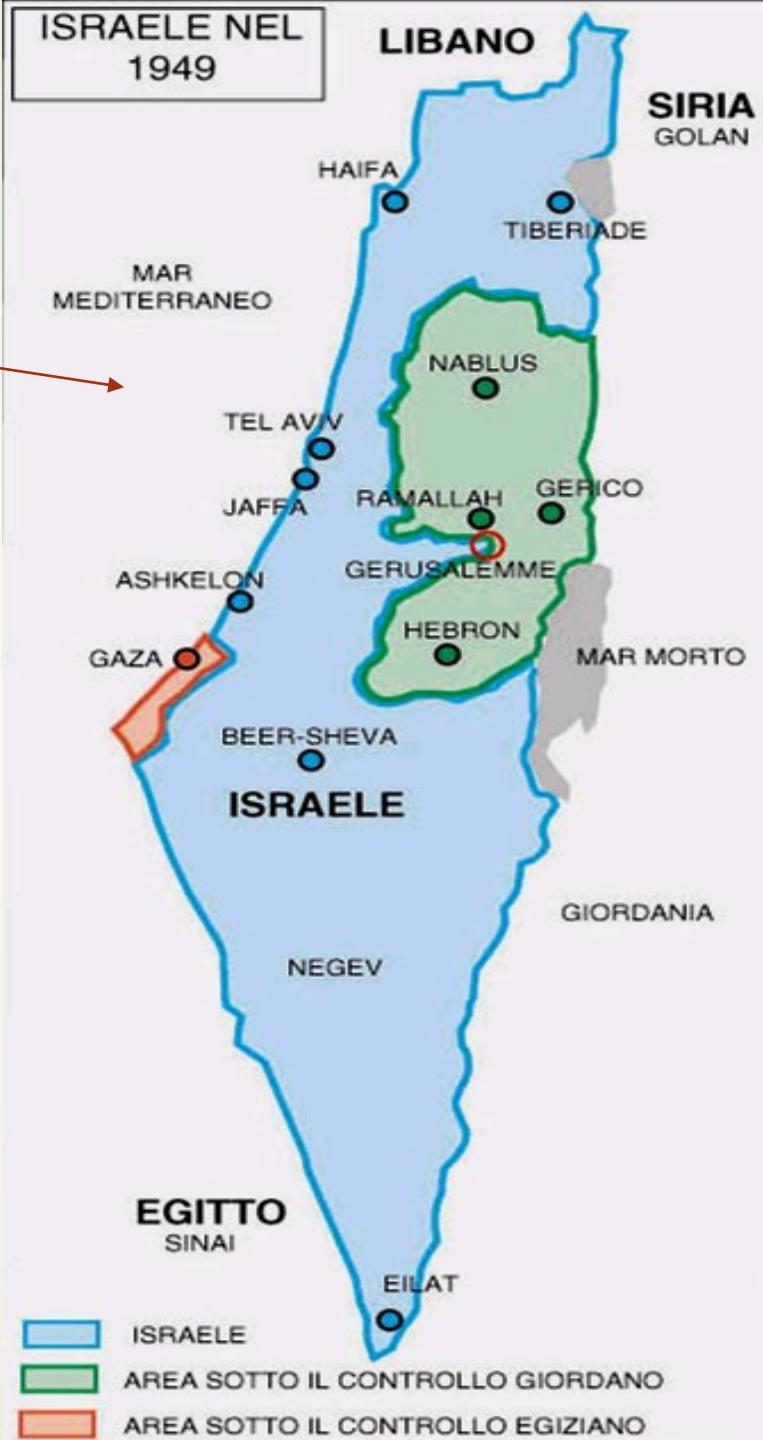 ISRAELE NEL
1949
LIBANO
SIRIA
GOLAN
HAIFA
TIBERIADE
MAR
MEDITERRANEO
NABLUS
TEL AVIV
JAFFA
RAMALLAH
GERICO
GERUSALEMME
ASHKELON
HEBRON
GAZA
MAR MORTO
BEER-SHEVA
ISRAELE
GIORDANIA
NEGEV
EGITTO
SINAI
EILAT
ISRAELE
AREA SOTTO IL CONTROLLO GIORDANO
AREA SOTTO IL CONTROLLO EGIZIANO